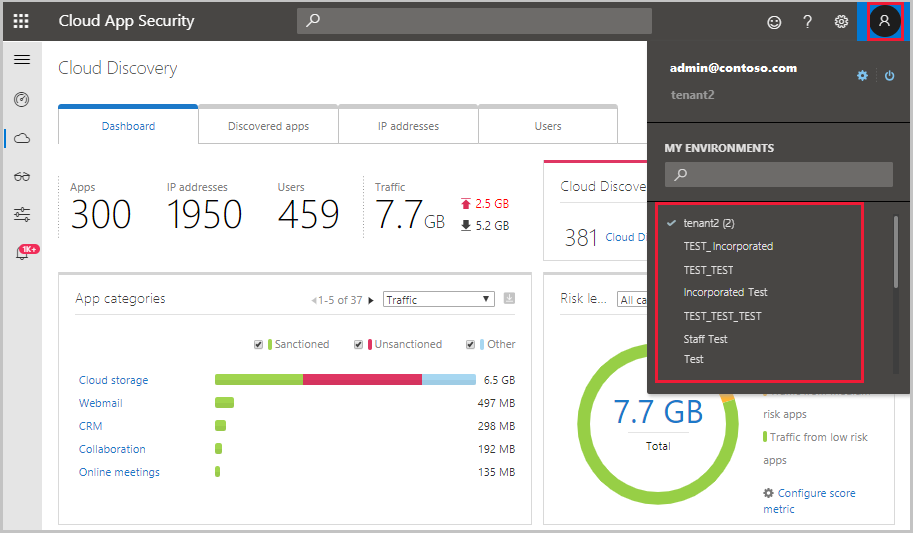 Cloud App Security
?
admin@contoso.com
tenant2
Cloud Discovery
Dashboard
Discovered apps
IP addresses
Users
MY ENVIRONMENTS
Apps
300
IP addresses
1950
Users
459
Traffic
7.7 GB
2.5 GB
5.2 GB
Cloud Discove
381 Cloud Di
tenant2 (2)
TEST_Incorporated
TEST_TEST
Incorporated Test
TEST_TEST_TEST
Staff Test
Test
1K+
App categories
1-5 of 37
Traffic
Sanctioned
Unsanctioned
Other
Cloud storage 6.5 GB
Webmail 497 MB
CRM 298 MB
Collaboration 192 MB
Online meetings 135 MB
Risk le...
All ca
7.7 GB
Total
risk apps
Traffic from low risk
apps
Configure score
metric